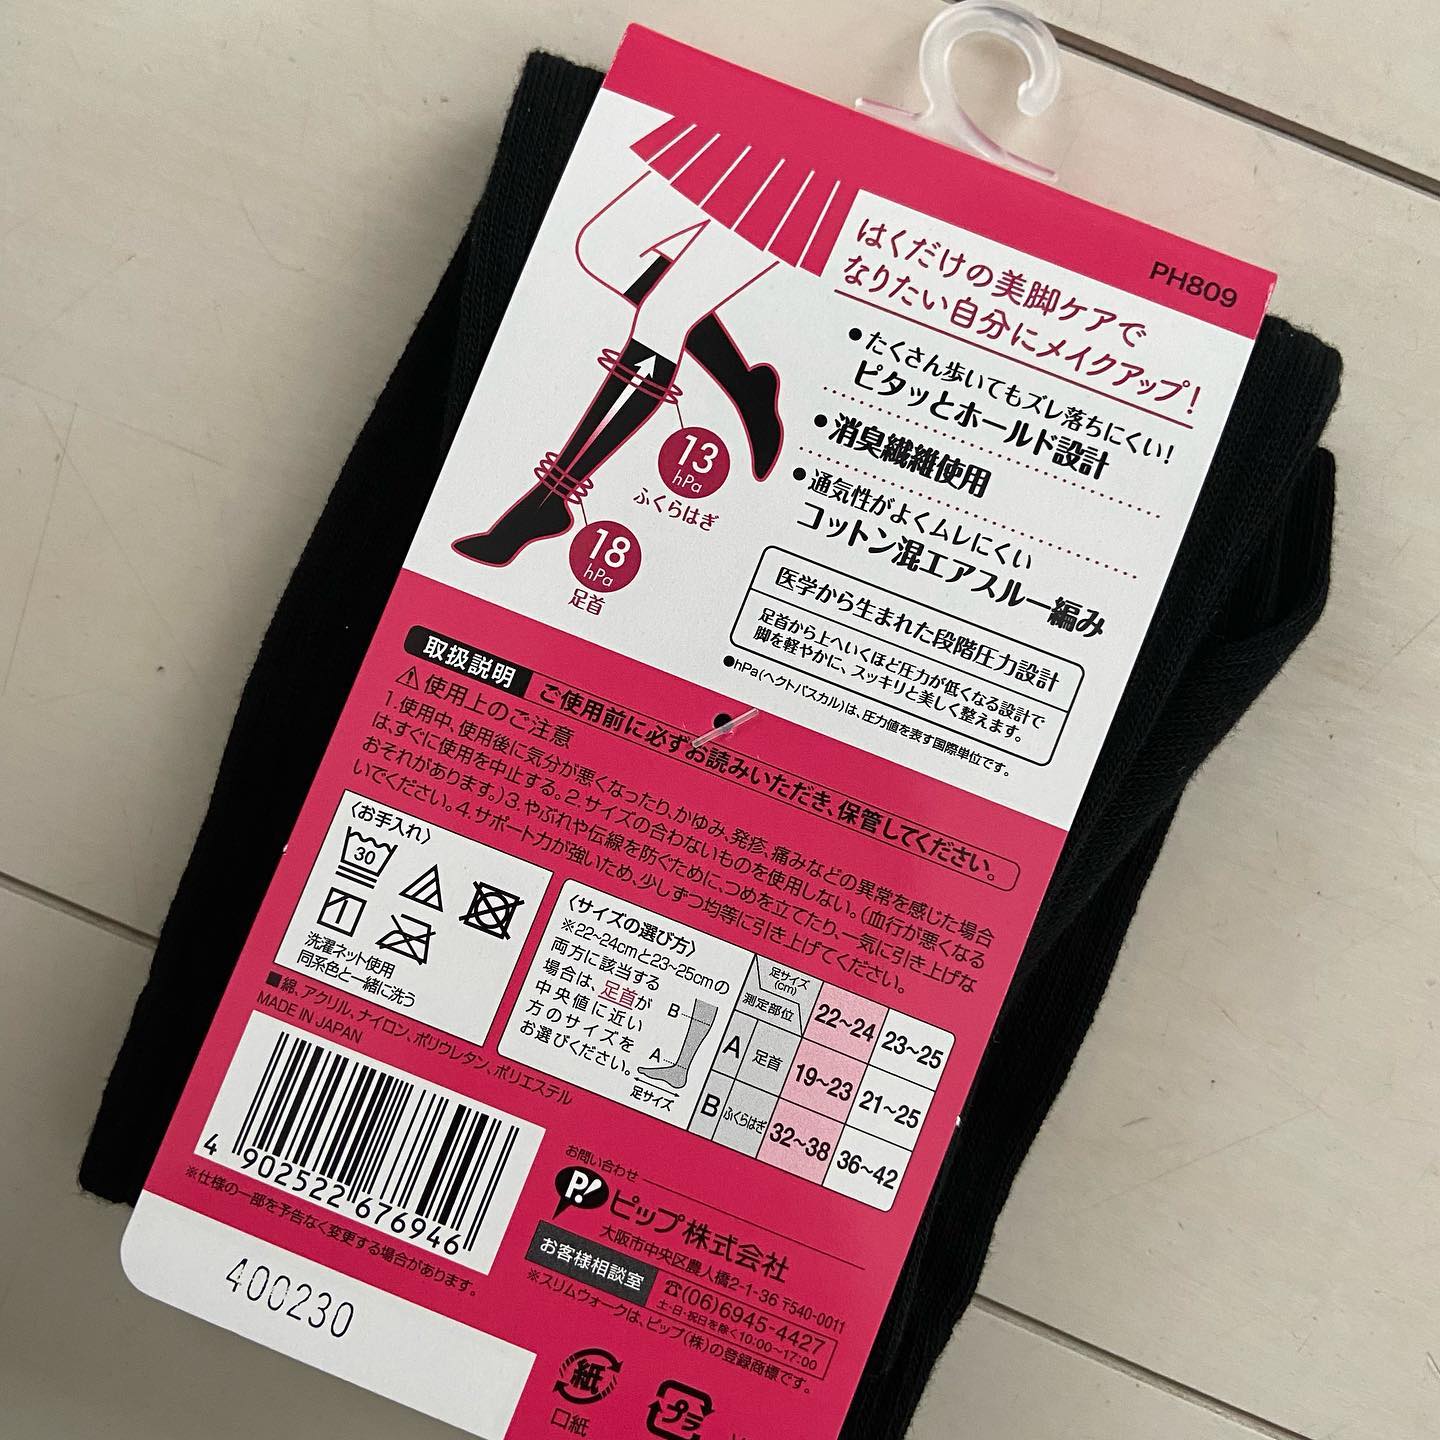 PH809
はくだけの美脚ケアで
なりたい自分にメイクアップ!
●たくさん歩いてもズレ落ちにくい!
ピタッとホールド設計
●消臭繊維使用
●通気性がよくムレにくい
コットン混エアスルー編み
13
hPa
ふくらはぎ
18
hPa
足首
医学から生まれた段階圧力設計
足首から上へいくほど圧力が低くなる設計で
脚を軽やかに、スッキリと美しく整えます。
●hPa(ヘクトパスカル)は、圧力値を表す国際単位です。
取扱説明 ご使用前に必ずお読みいただき、保管してください。
⚠使用上のご注意
1.使用中、使用後に気分が悪くなったり、かゆみ、発疹、痛みなどの異常を感じた場合
は、すぐに使用を中止する。2.サイズの合わないものを使用しない。(血行が悪くなる
おそれがあります。)3.やぶれや伝線を防ぐために、つめを立てたり、一気に引き上げな
いでください。4.サポート力が強いため、少しずつ均等に引き上げてください。
〈お手入れ〉
30
洗濯ネット使用
同系色と一緒に洗う
〈サイズの選び方〉
※22~24cmと23~25cmの
両方に該当する
場合は、足首が
中央値に近い
方のサイズを
お選びください。
B
A
足サイズ
足サイズ(cm) 測定部位 22~24 23~25
A 足首 19~23 21~25
B ふくらはぎ 32~38 36~42
■綿、アクリル、ナイロン、ポリウレタン、ポリエステル
MADE IN JAPAN
4 902522 676946
※仕様の一部を予告なく変更する場合があります。
400230
お問い合わせ
P! ピップ株式会社
大阪市中央区農人橋2-1-36 〒540-0011
お客様相談室 ☎(06)6945-4427
土・日・祝日を除く10:00~17:00
※スリムウォークは、ピップ(株)の登録商標です。
紙
口紙
プラ